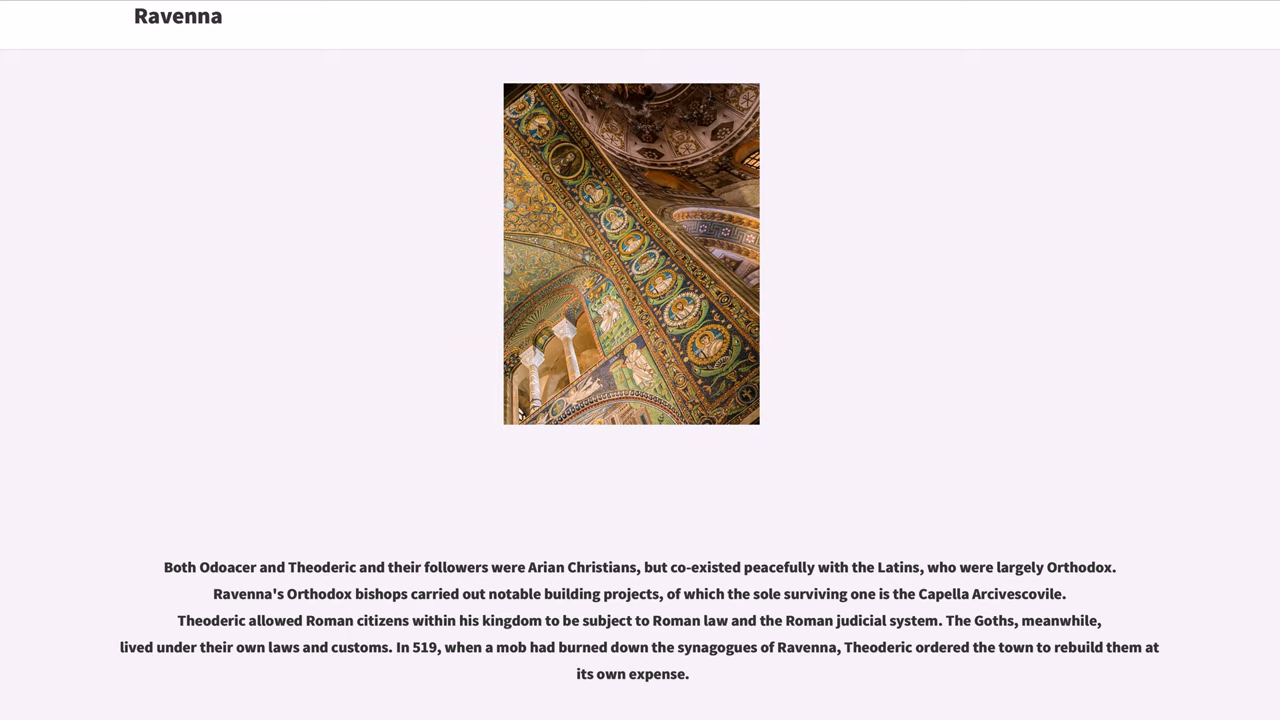 Ravenna
Both Odoacer and Theoderic and their followers were Arian Christians, but co-existed peacefully with the Latins, who were largely Orthodox.
Ravenna's Orthodox bishops carried out notable building projects, of which the sole surviving one is the Capella Arcivescovile.
Theoderic allowed Roman citizens within his kingdom to be subject to Roman law and the Roman judicial system. The Goths, meanwhile,
lived under their own laws and customs. In 519, when a mob had burned down the synagogues of Ravenna, Theoderic ordered the town to rebuild them at
its own expense.